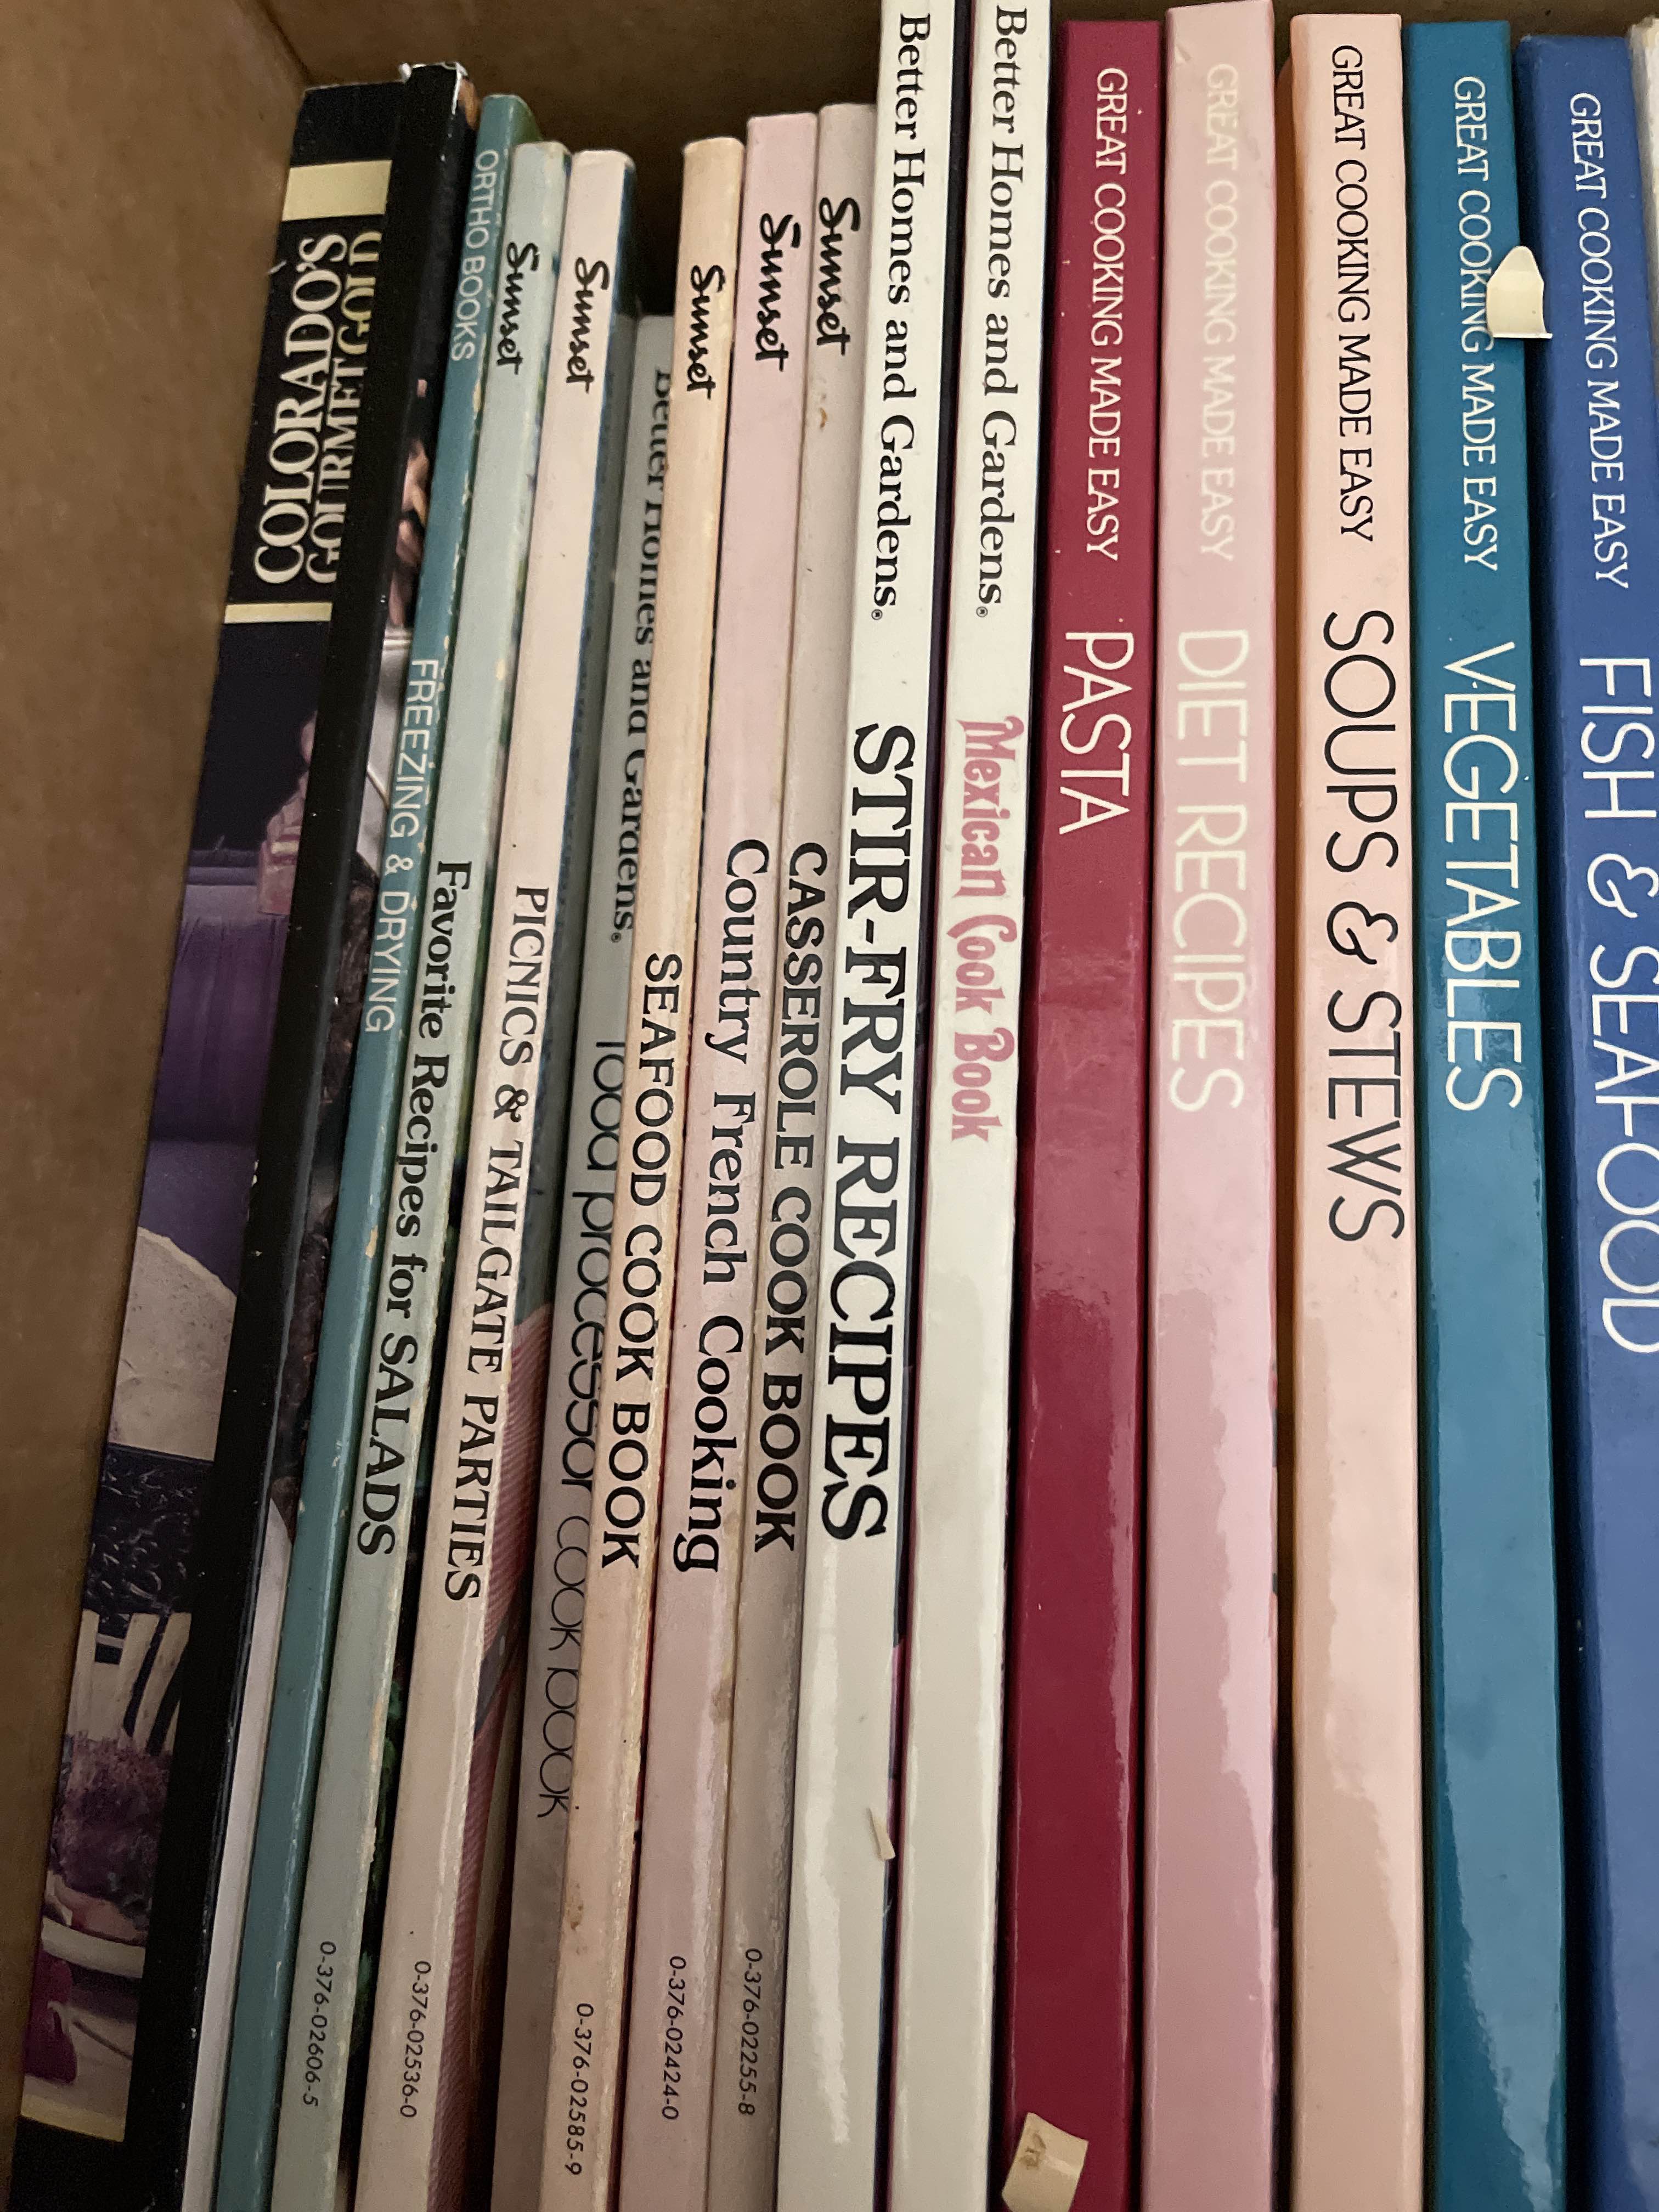 COLORADO'S
GOURMET GOLD
ORTHO BOOKS FREEZING & DRYING
Sunset Favorite Recipes for SALADS 0-376-02606-5
Sunset PICNICS & TAILGATE PARTIES 0-376-02536-0
Better Homes and Gardens® food processor cook book
Sunset SEAFOOD COOK BOOK 0-376-02585-9
Sunset Country French Cooking 0-376-02424-0
Sunset CASSEROLE COOK BOOK 0-376-02255-8
Better Homes and Gardens® STIR-FRY RECIPES
Better Homes and Gardens® Mexican Cook Book
GREAT COOKING MADE EASY PASTA
GREAT COOKING MADE EASY DIET RECIPES
GREAT COOKING MADE EASY SOUPS & STEWS
GREAT COOKING MADE EASY VEGETABLES
GREAT COOKING MADE EASY FISH & SEAFOOD